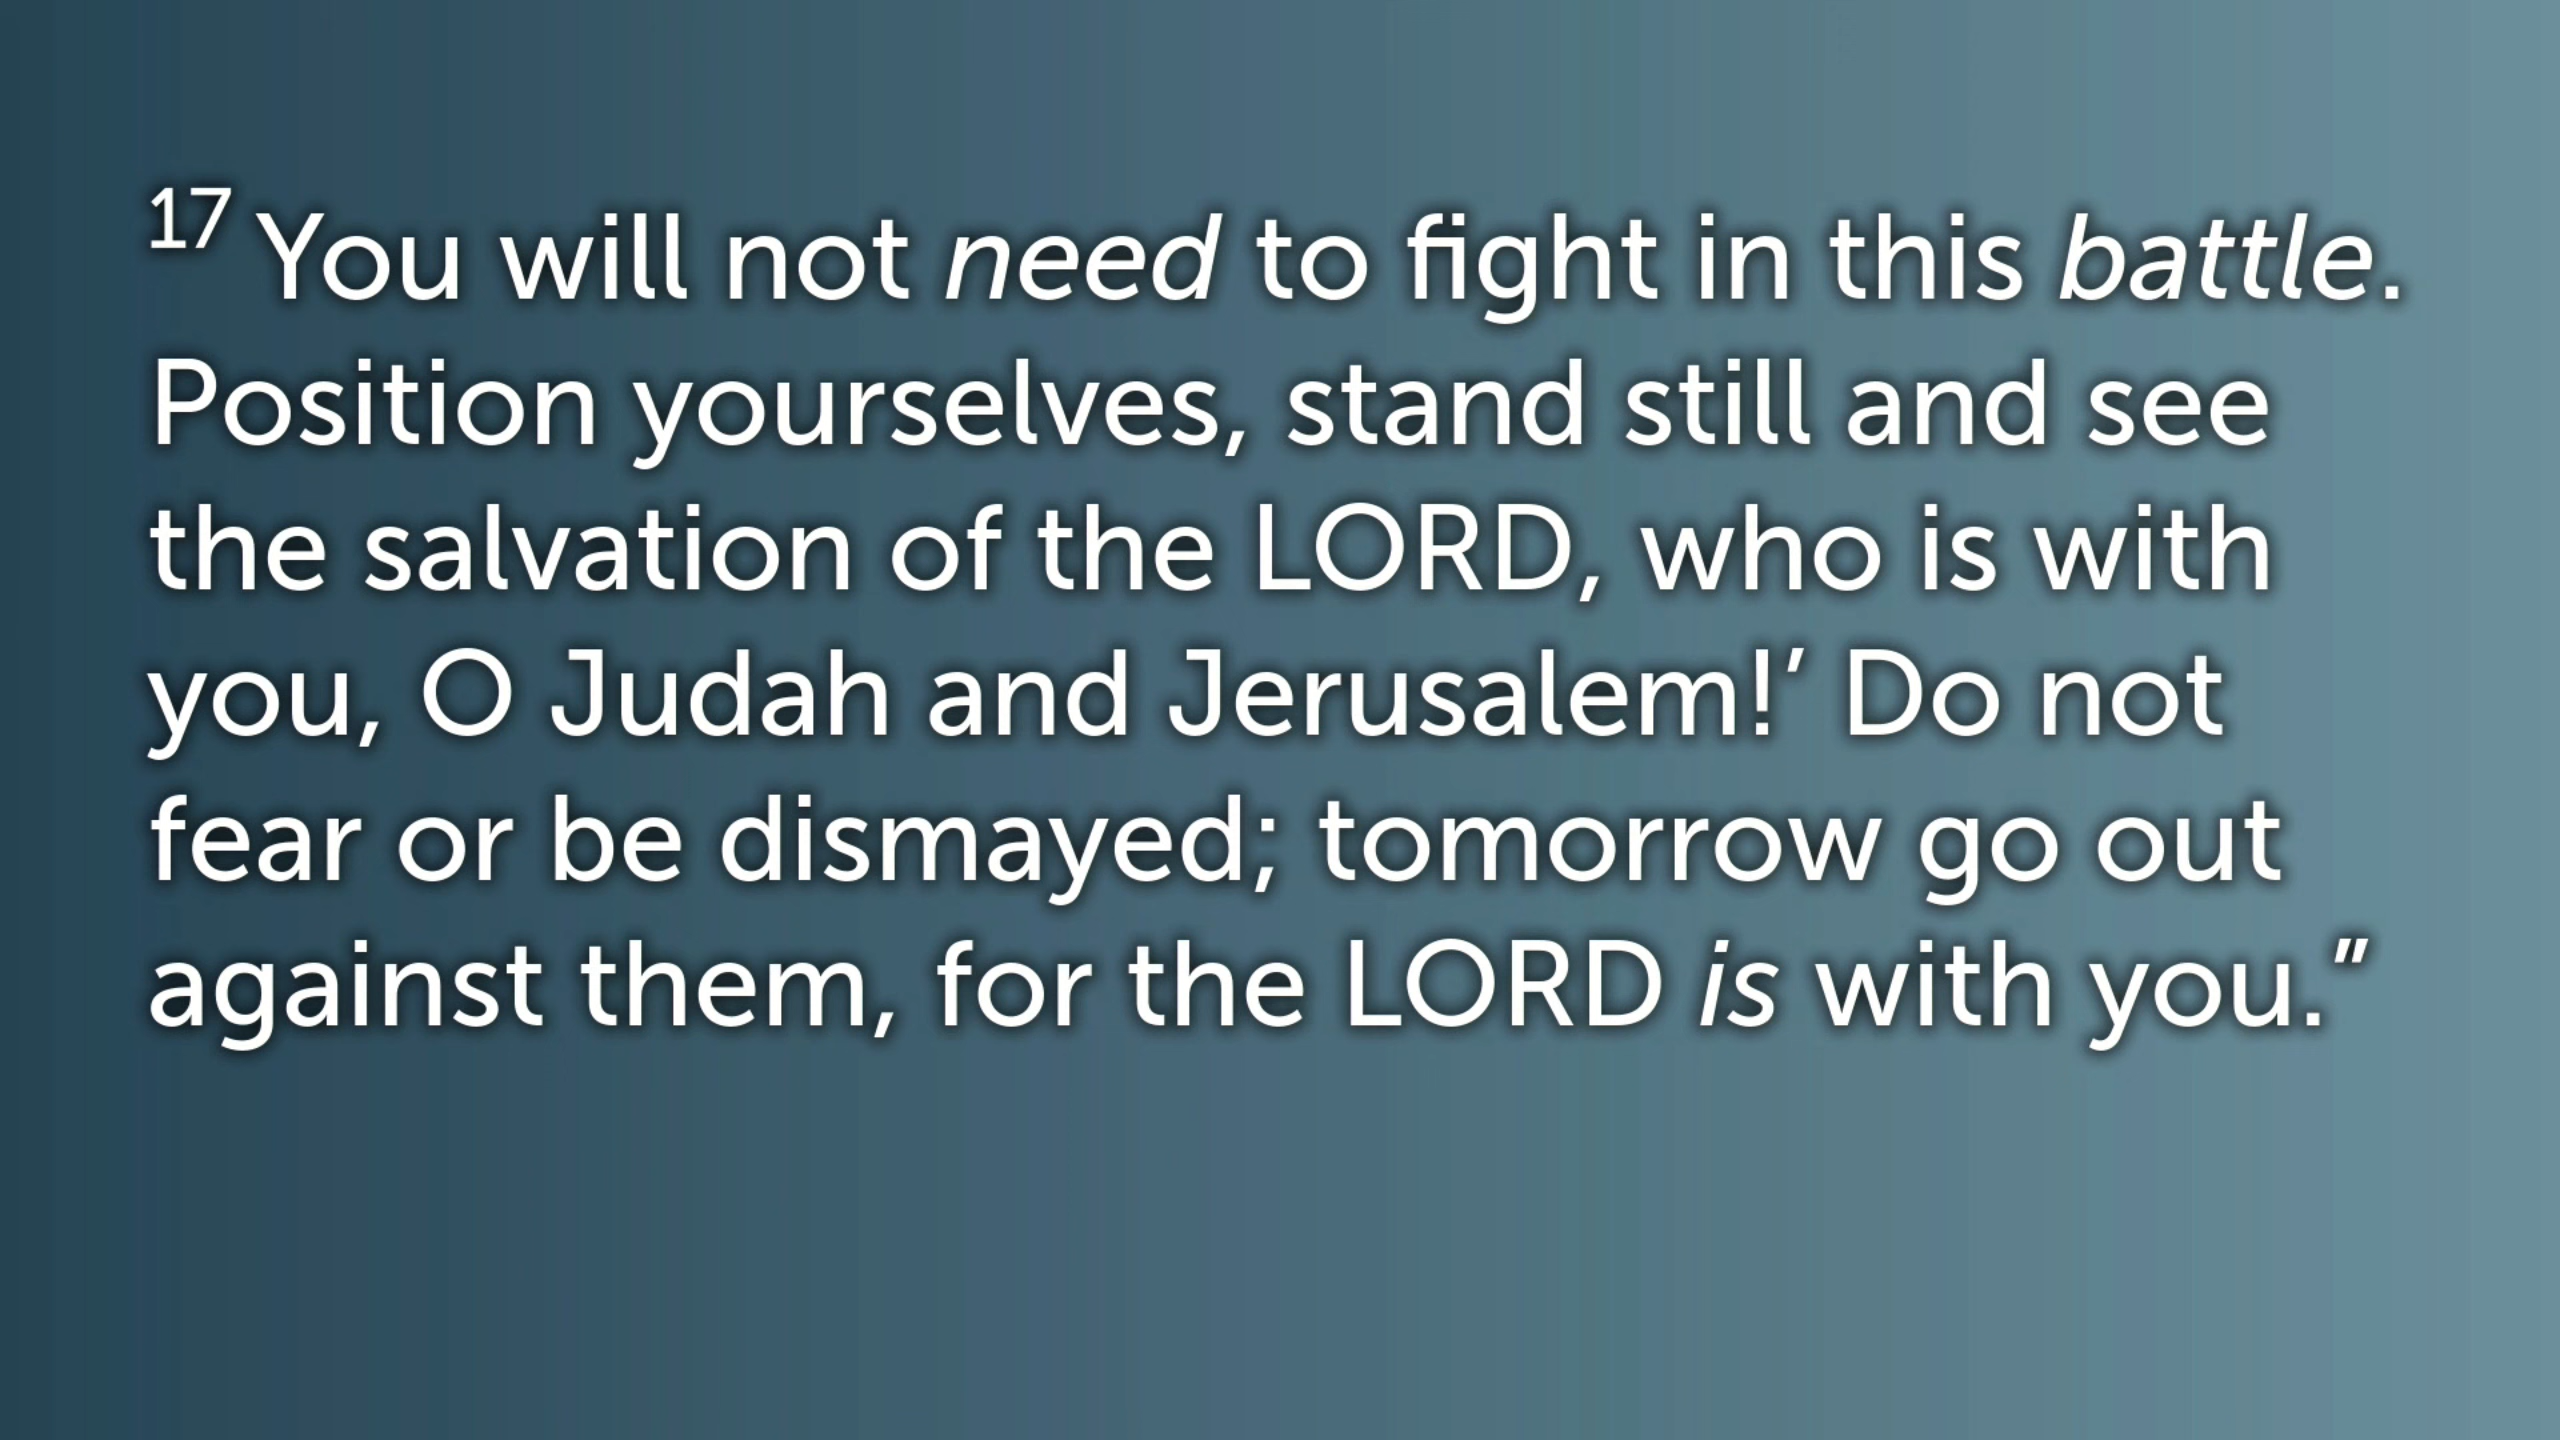 17 You will not need to fight in this battle.
Position yourselves, stand still and see
the salvation of the LORD, who is with
you, O Judah and Jerusalem!’ Do not
fear or be dismayed; tomorrow go out
against them, for the LORD is with you.”